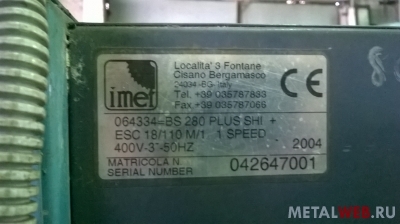 imet
Localita' 3 Fontane
Cisano Bergamasco
24034 -BG- Italy
Tel. +39 035787833
Fax.+39 035787066
CE
064334-BS 280 PLUS SHI +
ESC 18/110 M/1 1 SPEED
400V-3~50HZ 2004
MATRICOLA N.
SERIAL NUMBER 042647001
METALWEB.RU